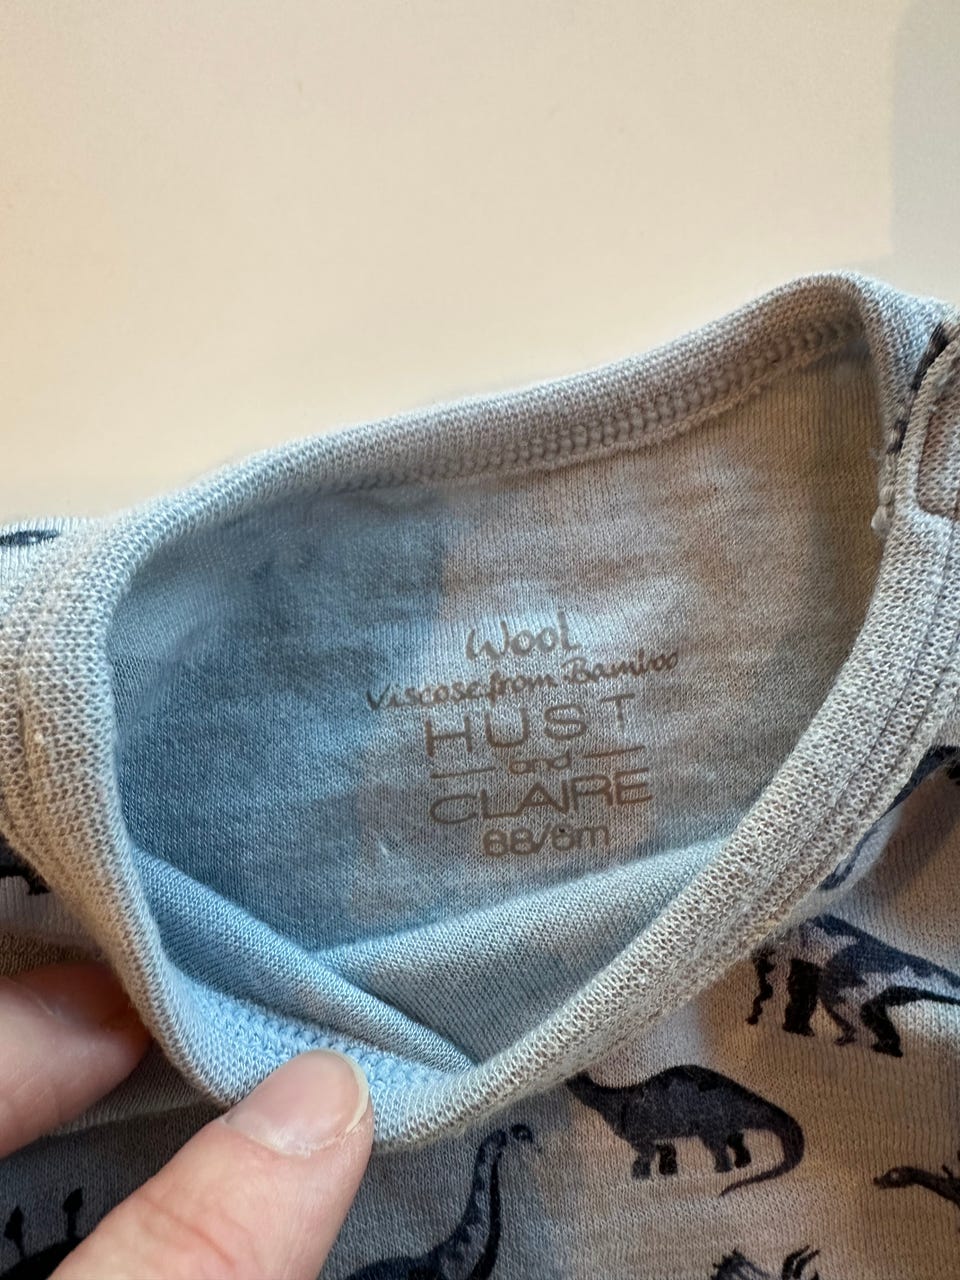 Wool
Viscose from Bamboo
HUST
and
CLAIRE
68/6m